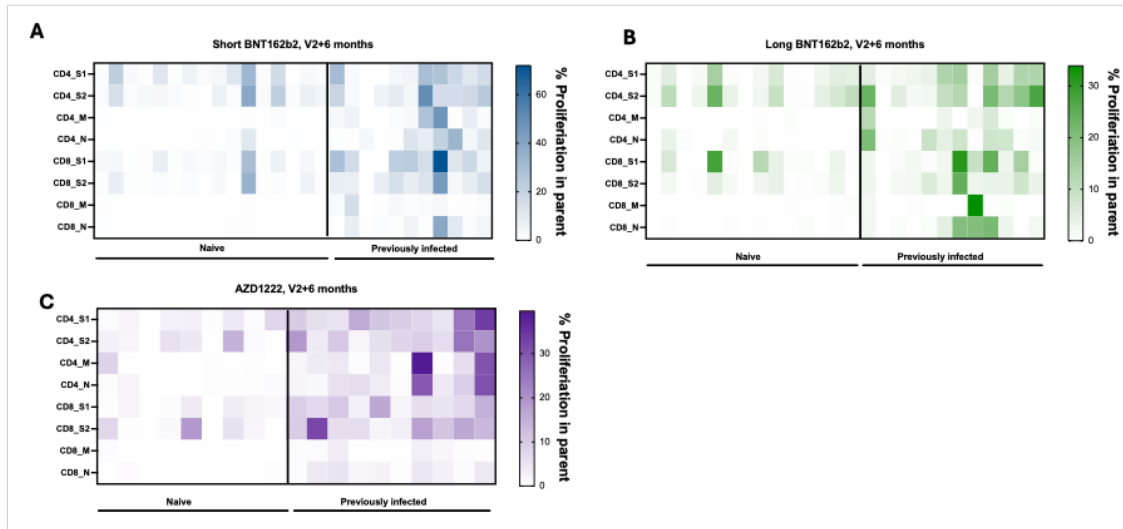 A
Short BNT162b2, V2+6 months
CD4_S1
CD4_S2
CD4_M
CD4_N
CD8_S1
CD8_S2
CD8_M
CD8_N
60
40
20
0
% Proliferiation in parent
Naive
Previously infected
B
Long BNT162b2, V2+6 months
CD4_S1
CD4_S2
CD4_M
CD4_N
CD8_S1
CD8_S2
CD8_M
CD8_N
30
20
10
0
% Prolifieriation in parent
Naive
Previously infected
C
AZD1222, V2+6 months
CD4_S1
CD4_S2
CD4_M
CD4_N
CD8_S1
CD8_S2
CD8_M
CD8_N
30
20
10
0
% Prolifieriation in parent
Naive
Previously infected